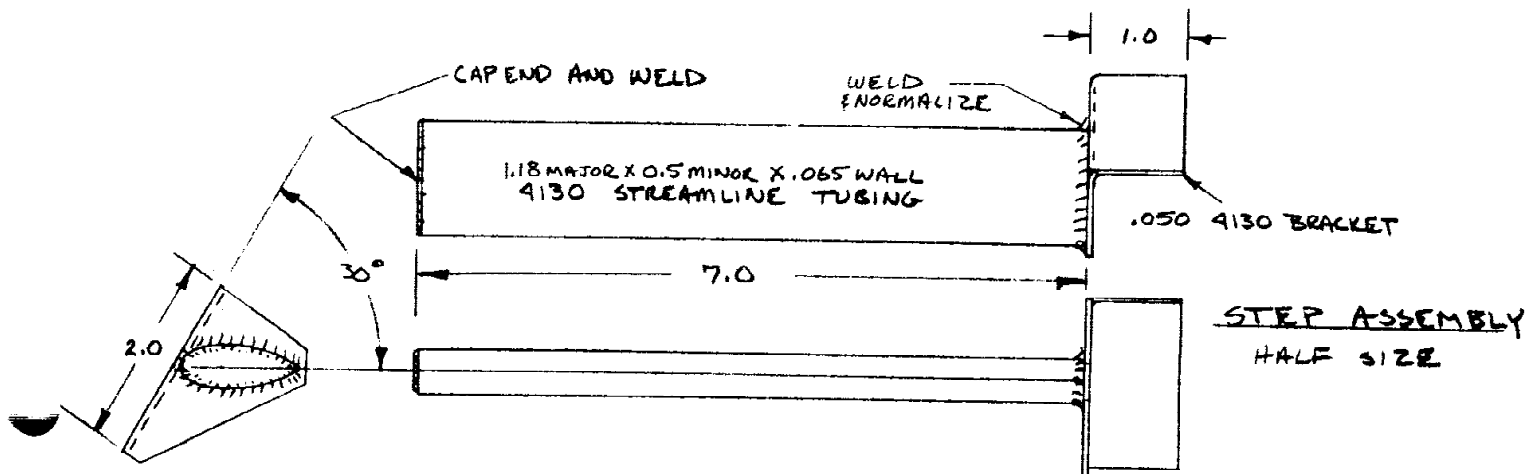 1.0
CAP END AND WELD
WELD
& NORMALIZE
1.18 MAJOR X 0.5 MINOR X .065 WALL
4130 STREAMLINE TUBING
.050 4130 BRACKET
30°
7.0
2.0
STEP ASSEMBLY
HALF SIZE